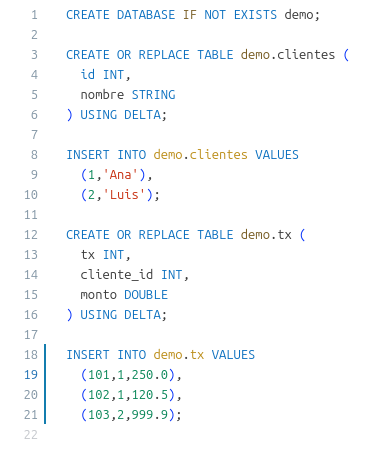 1 CREATE DATABASE IF NOT EXISTS demo;
2
3 CREATE OR REPLACE TABLE demo.clientes (
4   id INT,
5   nombre STRING
6 ) USING DELTA;
7
8 INSERT INTO demo.clientes VALUES
9   (1,'Ana'),
10   (2,'Luis');
11
12 CREATE OR REPLACE TABLE demo.tx (
13   tx INT,
14   cliente_id INT,
15   monto DOUBLE
16 ) USING DELTA;
17
18 INSERT INTO demo.tx VALUES
19   (101,1,250.0),
20   (102,1,120.5),
21   (103,2,999.9);
22